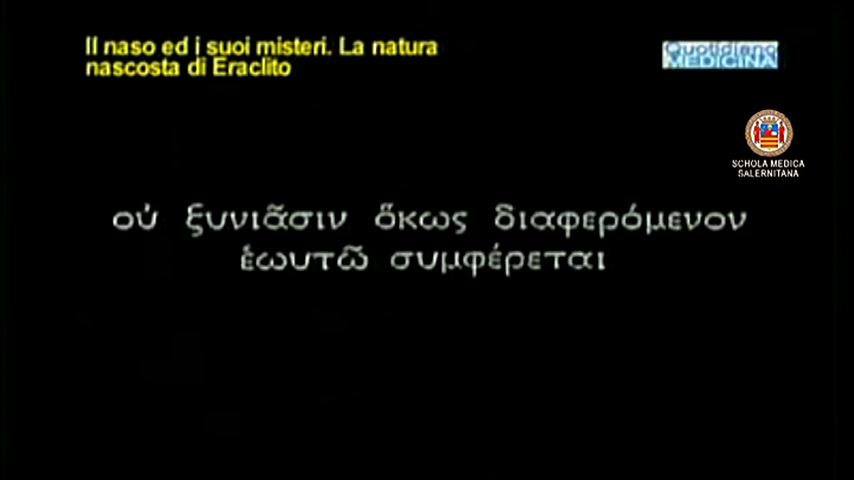 Il naso ed i suoi misteri. La natura
nascosta di Eraclito
Quotidiano
MEDICINA
SCHOLA MEDICA
SALERNITANA
οὐ ξυνιᾶσιν ὅκως διαφερόμενον
ἑωυτῶ συμφέρεται